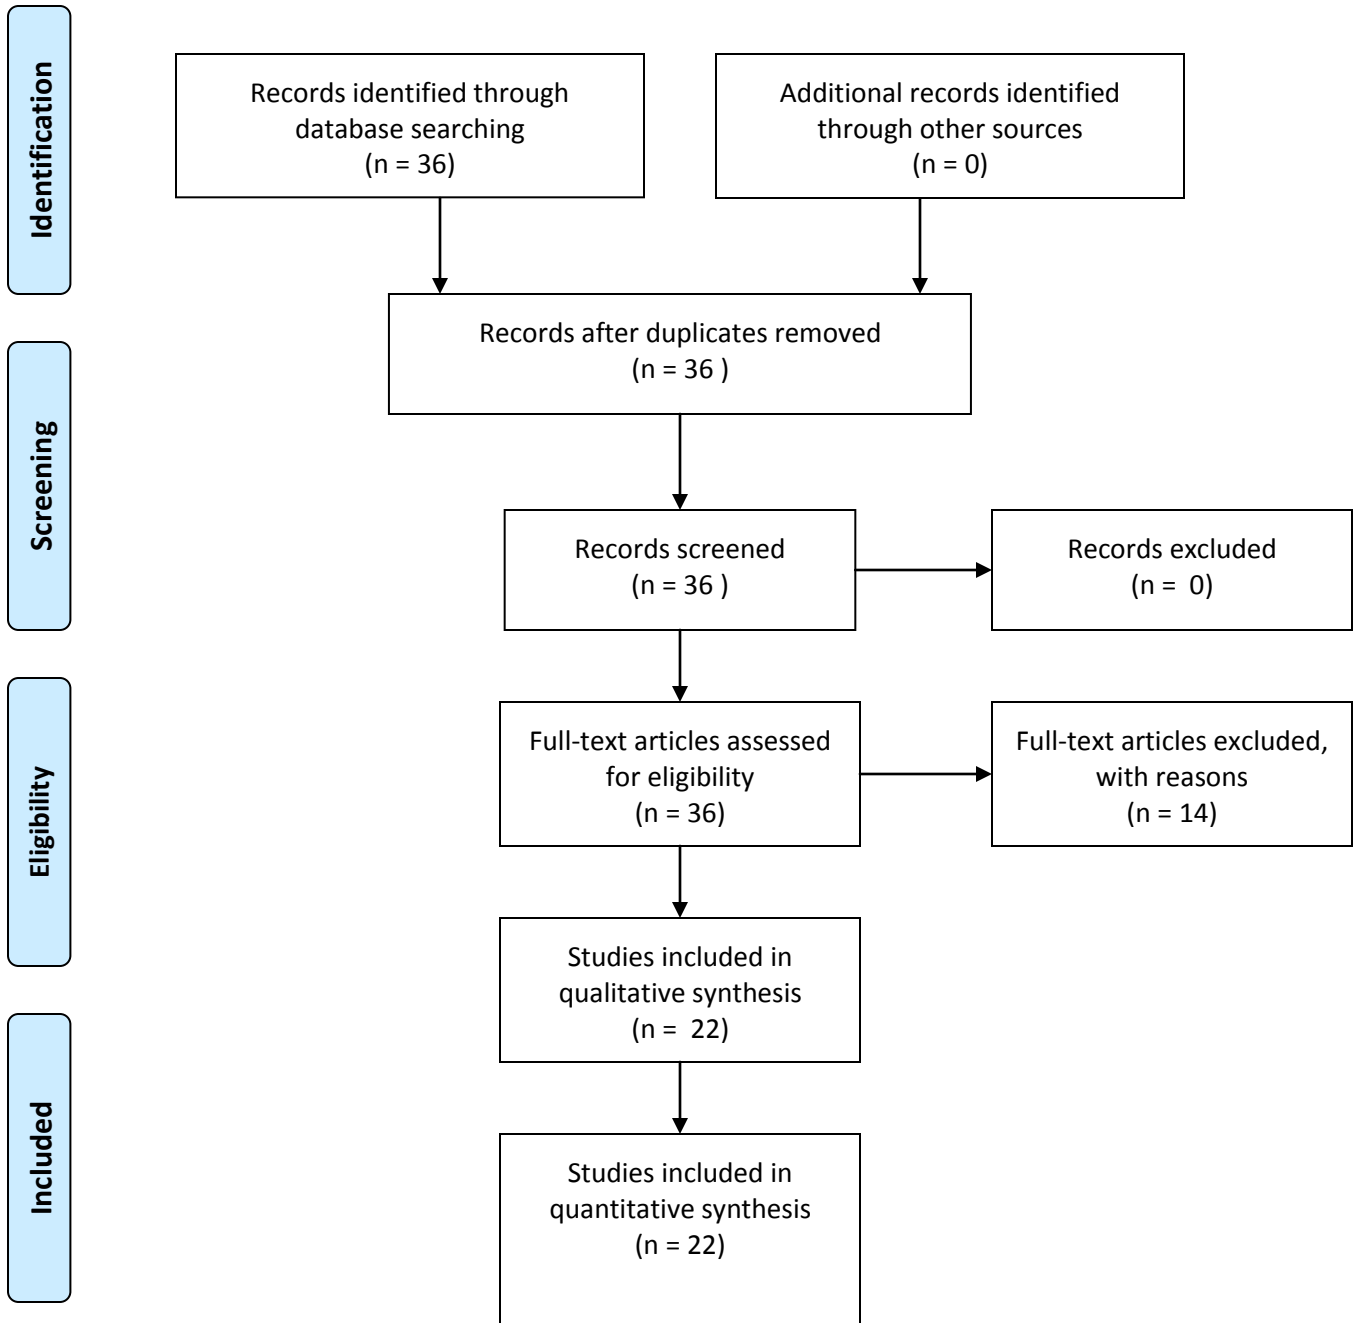 Identification
Records identified through
database searching
(n = 36)
Additional records identified
through other sources
(n = 0)
Records after duplicates removed
(n = 36 )
Screening
Records screened
(n = 36 )
Records excluded
(n =  0)
Eligibility
Full-text articles assessed
for eligibility
(n = 36)
Full-text articles excluded,
with reasons
(n = 14)
Studies included in
qualitative synthesis
(n =  22)
Included
Studies included in
quantitative synthesis
(n = 22)